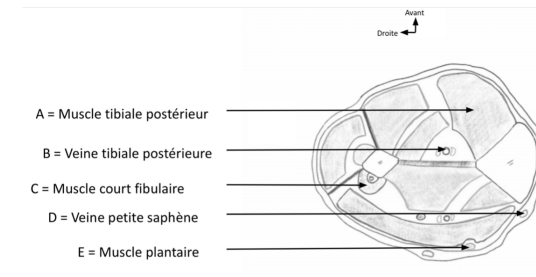 Avant
Droite
A = Muscle tibiale postérieur
B = Veine tibiale postérieure
C = Muscle court fibulaire
D = Veine petite saphène
E = Muscle plantaire